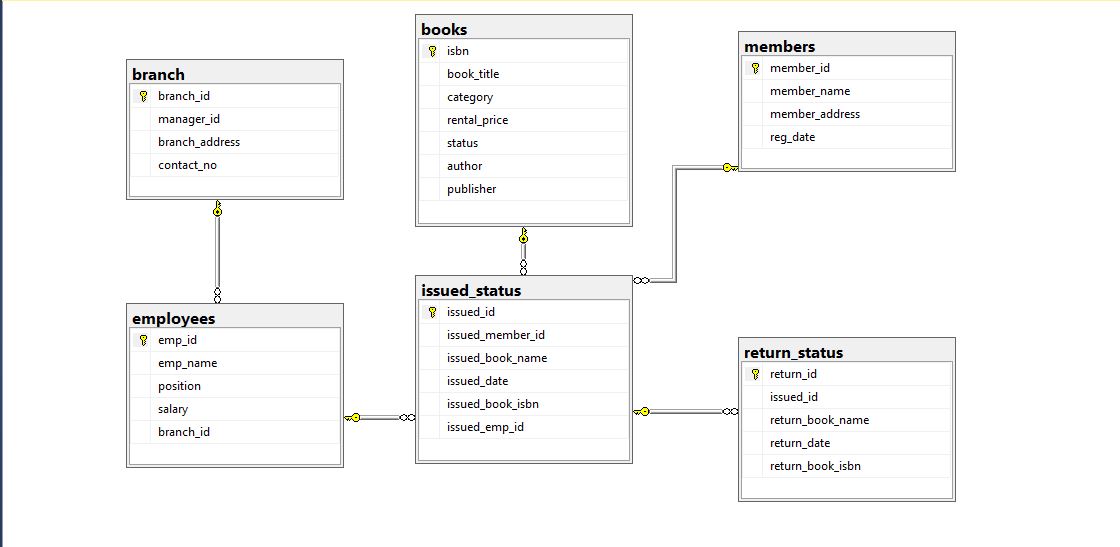 branch
branch_id
manager_id
branch_address
contact_no
books
isbn
book_title
category
rental_price
status
author
publisher
members
member_id
member_name
member_address
reg_date
employees
emp_id
emp_name
position
salary
branch_id
issued_status
issued_id
issued_member_id
issued_book_name
issued_date
issued_book_isbn
issued_emp_id
return_status
return_id
issued_id
return_book_name
return_date
return_book_isbn